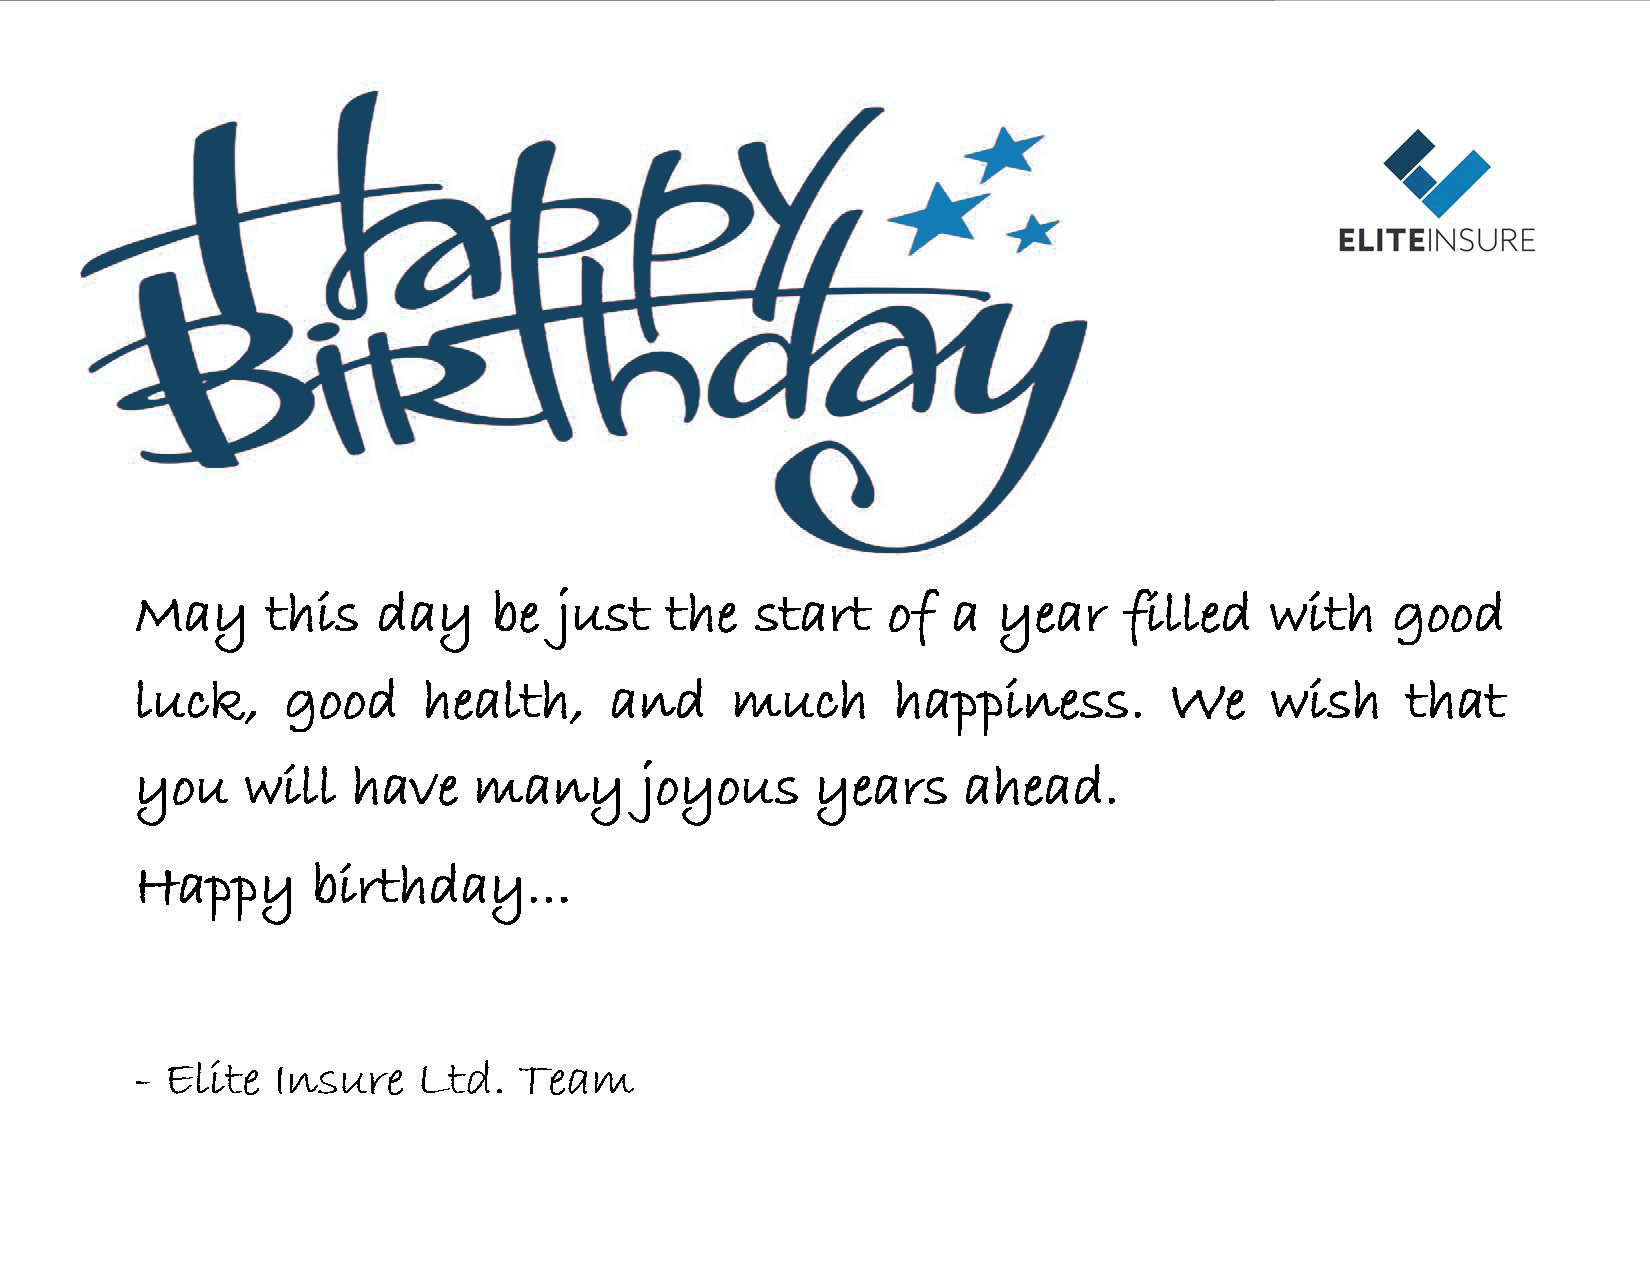 Happy
Birthday
ELITEINSURE
May this day be just the start of a year filled with good
luck, good health, and much happiness. We wish that
you will have many joyous years ahead.
Happy birthday...
- Elite Insure Ltd. Team